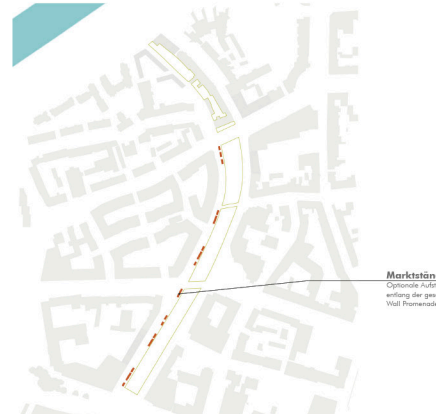 Marktstän
Optionale Aufst
entlang der ges
Wall Promenade